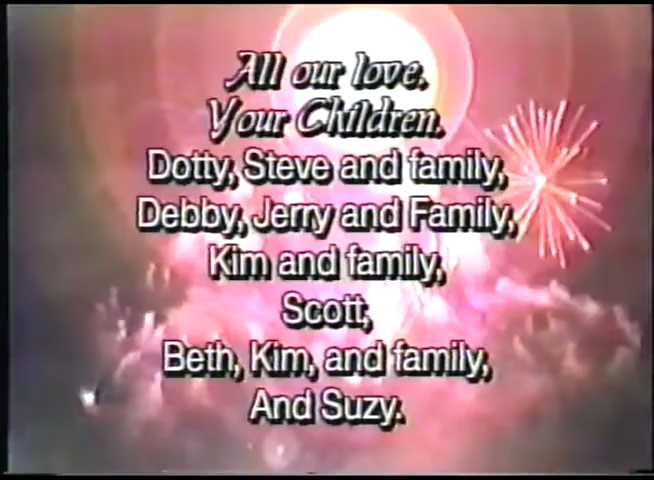 All our love,
Your Children.
Dotty, Steve and family,
Debby, Jerry and Family,
Kim and family,
Scott,
Beth, Kim, and family,
And Suzy.